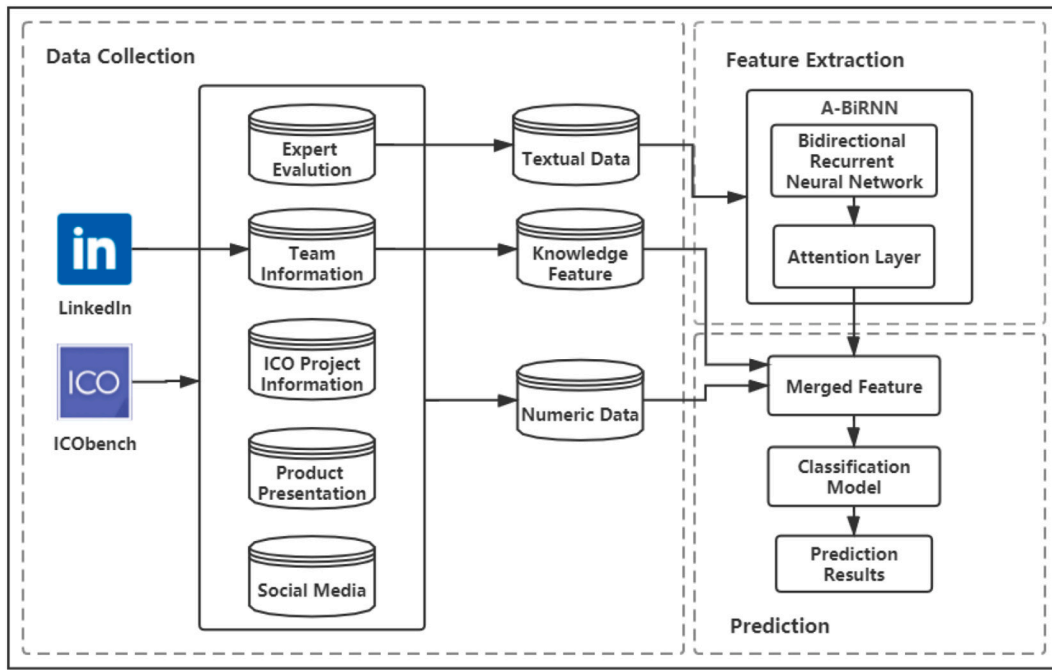 Data Collection
Expert
Evalution
Team
Information
ICO Project
Information
Product
Presentation
Social Media
in
LinkedIn
ICO
ICObench
Textual Data
Knowledge
Feature
Numeric Data
Feature Extraction
A-BiRNN
Bidirectional
Recurrent
Neural Network
Attention Layer
Merged Feature
Classification
Model
Prediction
Results
Prediction